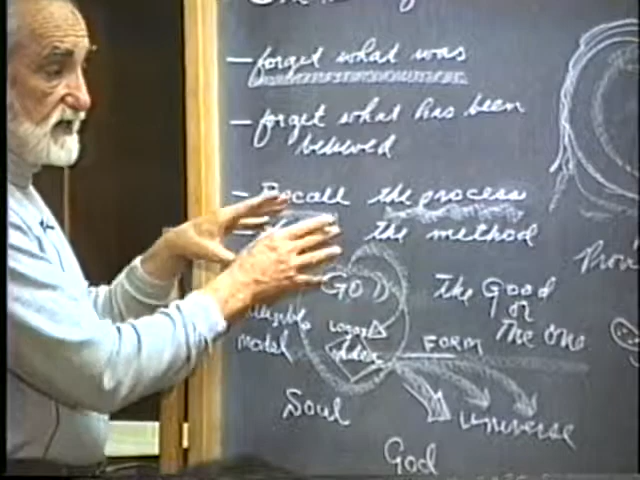 — forget what was
— forget what has been
believed
— Recall the process
the method
GOD
The Good
or
The One
model
Logos
FORM
Soul
universe
God